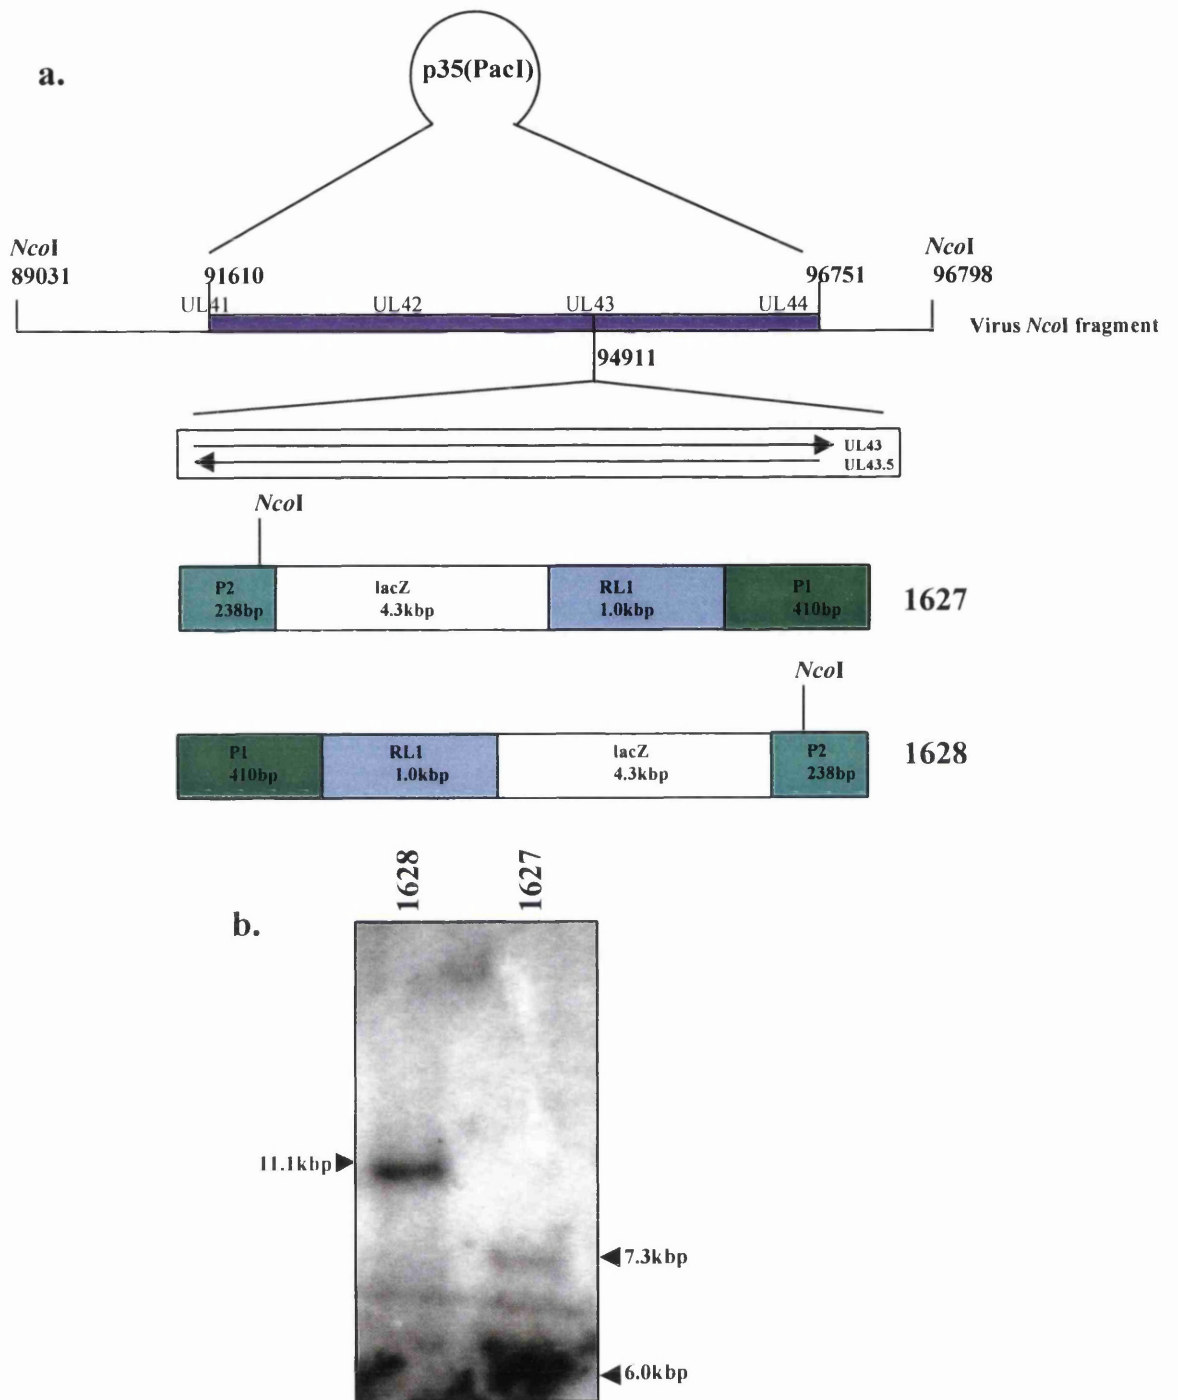 a.
p35(PacI)
NcoI
89031
91610
96751
NcoI
96798
UL41
UL42
UL43
UL44
Virus NcoI fragment
94911
UL43
UL43.5
NcoI
P2
238bp
lacZ
4.3kbp
RL1
1.0kbp
P1
410bp
1627
NcoI
P1
410bp
RL1
1.0kbp
lacZ
4.3kbp
P2
238bp
1628
b.
1628
1627
11.1kbp
7.3kbp
6.0kbp